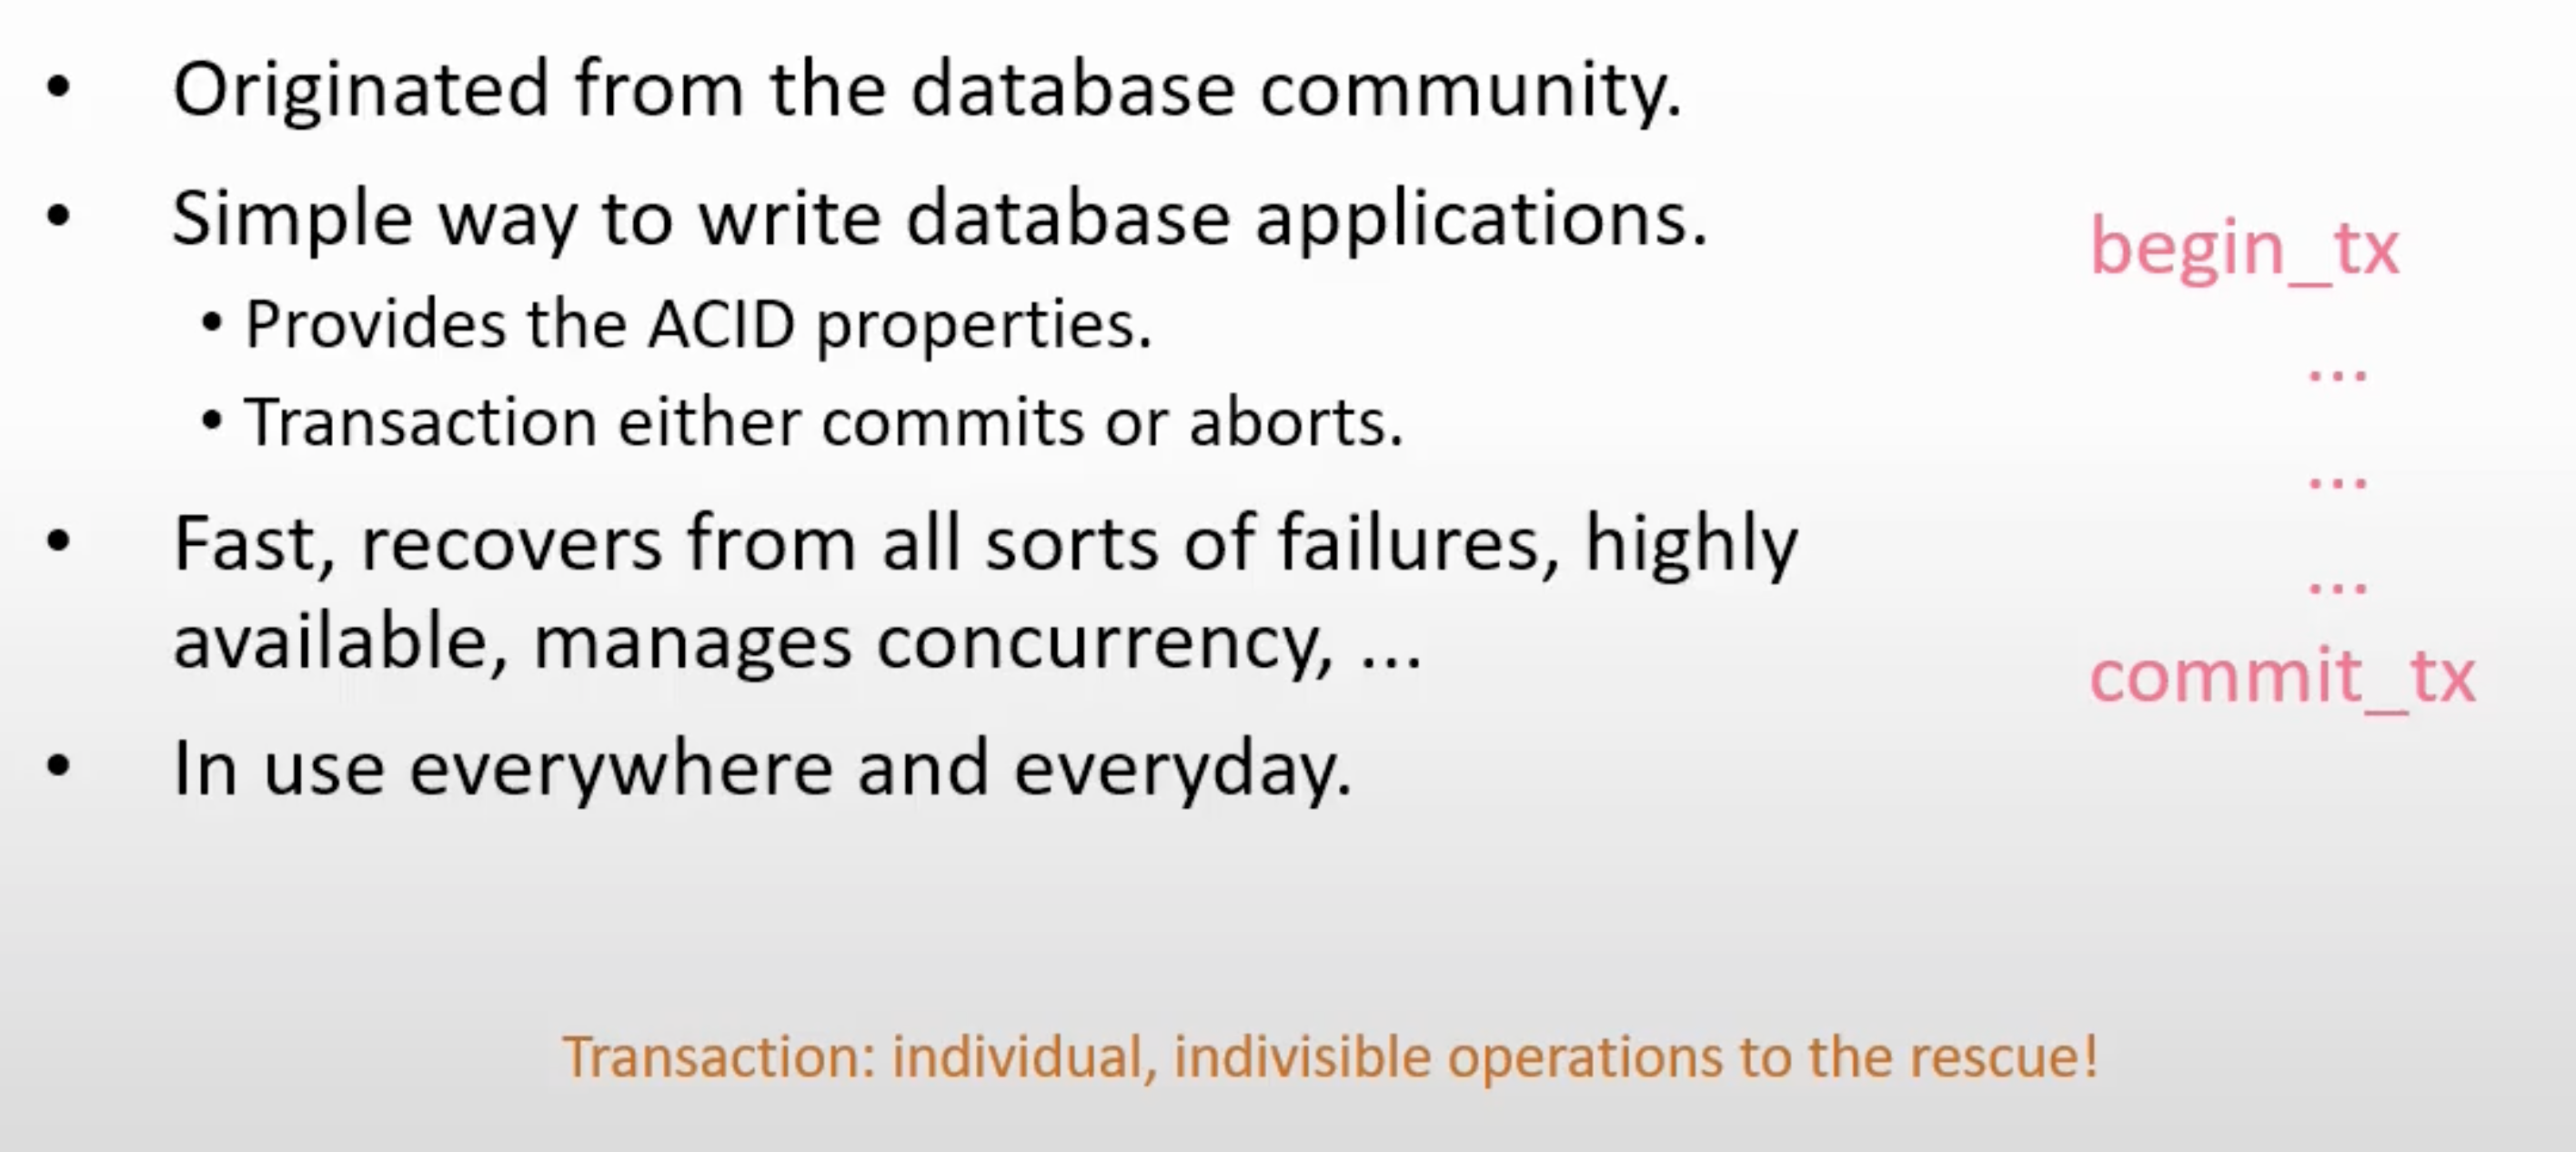 • Originated from the database community.
• Simple way to write database applications.
• Provides the ACID properties.
• Transaction either commits or aborts.
• Fast, recovers from all sorts of failures, highly
available, manages concurrency, ...
• In use everywhere and everyday.
begin_tx
...
...
...
commit_tx
Transaction: individual, indivisible operations to the rescue!